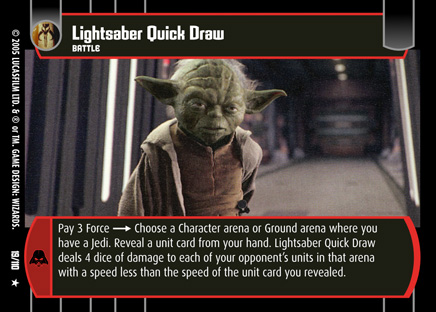 Lightsaber Quick Draw
BATTLE
© 2005 LUCASFILM LTD. & ® or TM. GAME DESIGN: WIZARDS.
Pay 3 Force → Choose a Character arena or Ground arena where you
have a Jedi. Reveal a unit card from your hand. Lightsaber Quick Draw
deals 4 dice of damage to each of your opponent's units in that arena
with a speed less than the speed of the unit card you revealed.